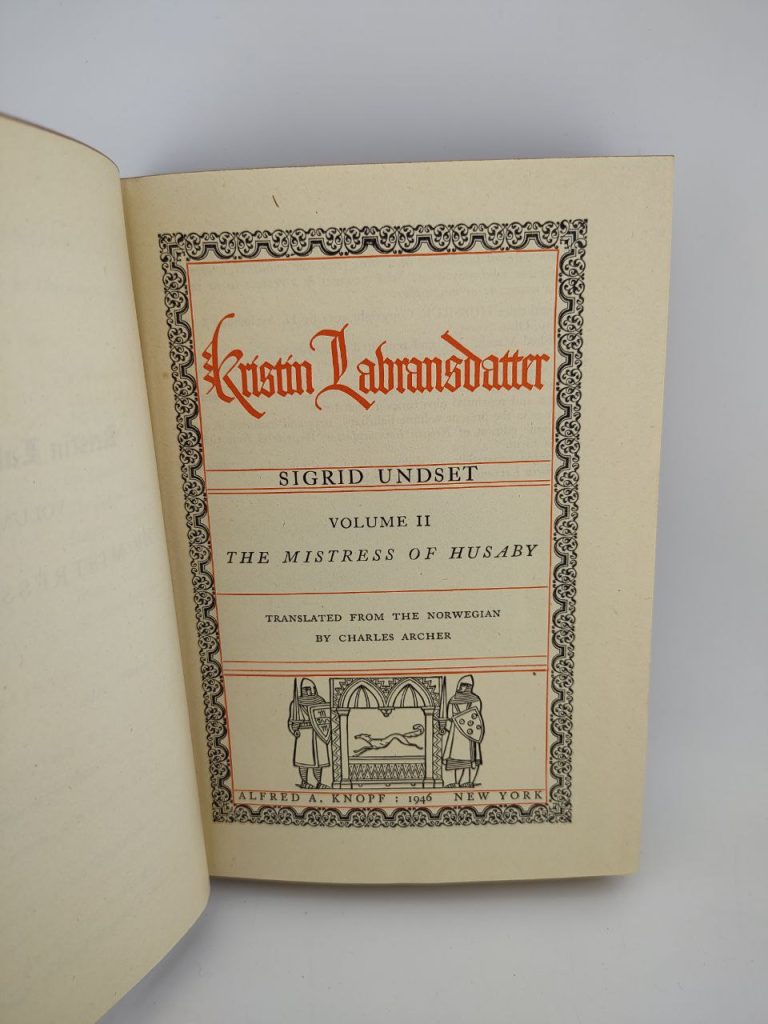 Kristin Labransdatter
SIGRID UNDSET
VOLUME II
THE MISTRESS OF HUSABY
TRANSLATED FROM THE NORWEGIAN
BY CHARLES ARCHER
ALFRED A. KNOPF : 1946 NEW YORK